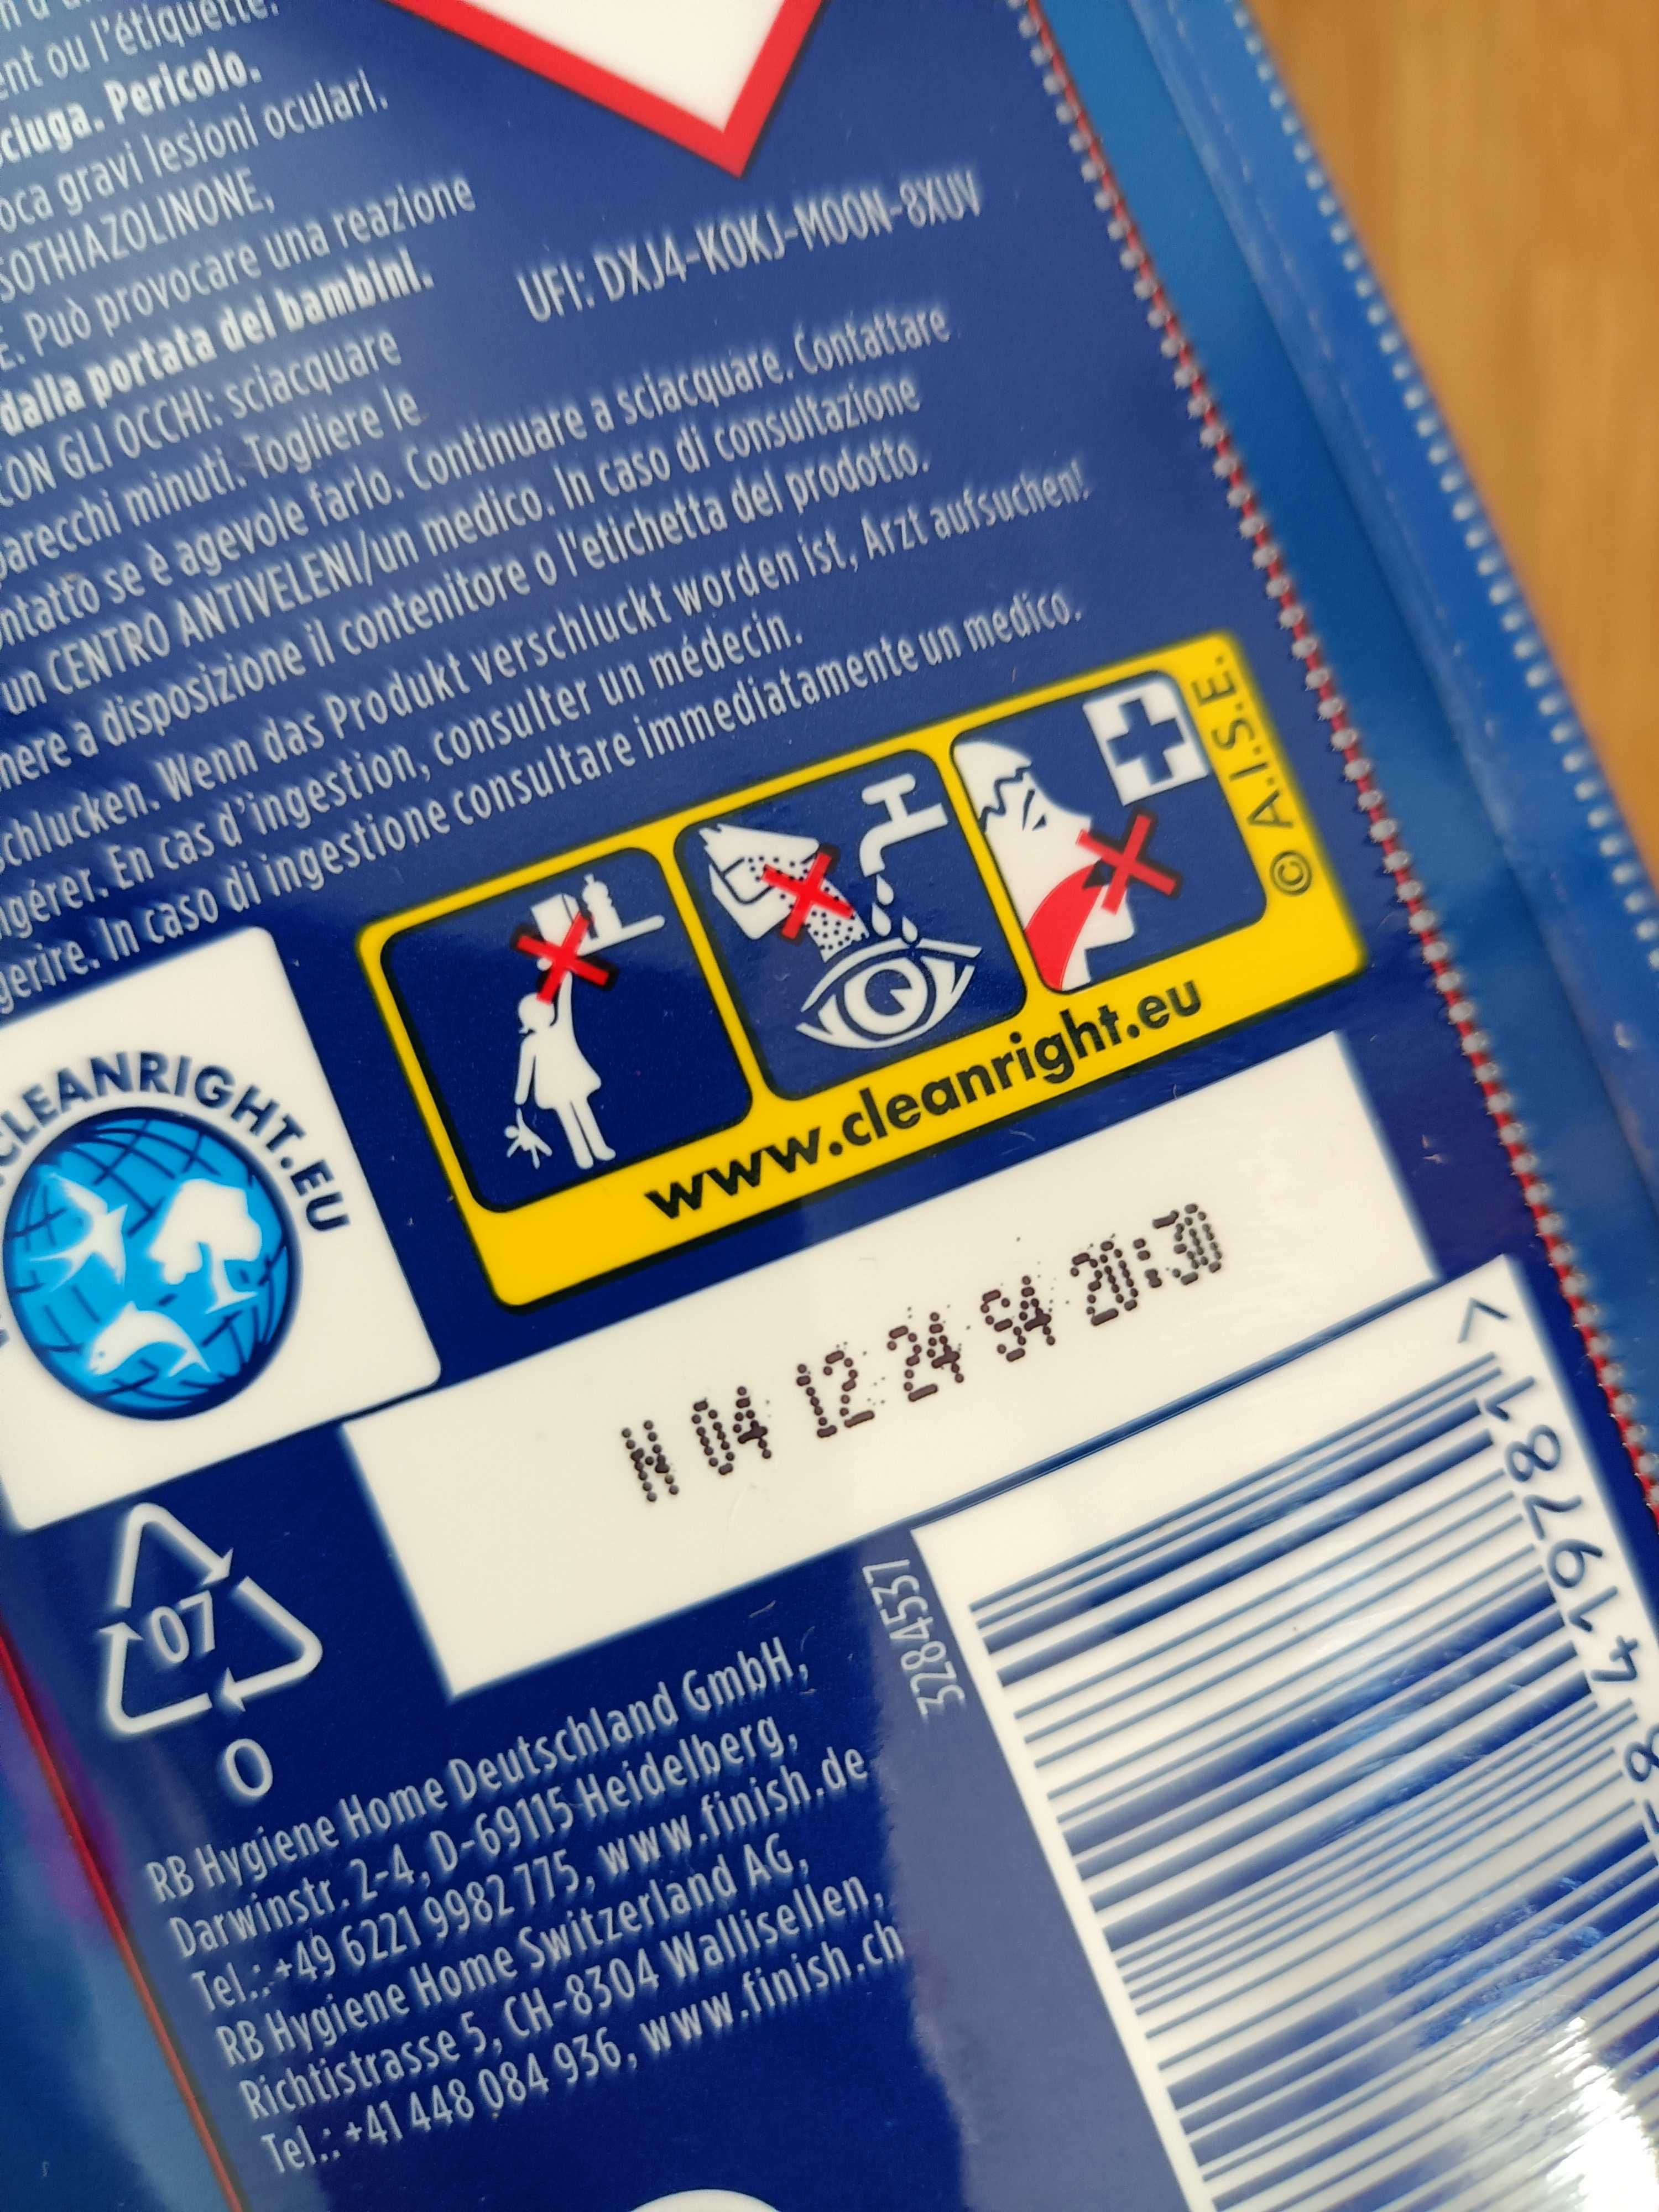 ent ou l'étiquette.
ciuga. Pericolo.
oca gravi lesioni oculari.
SOTHIAZOLINONE,
E. Può provocare una reazione
dalla portata dei bambini.
CON GLI OCCHI: sciacquare
parecchi minuti. Togliere le
ontatto se è agevole farlo. Continuare a sciacquare. Contattare
un CENTRO ANTIVELENI/un medico. In caso di consultazione
nere a disposizione il contenitore o l'etichetta del prodotto.
schlucken. Wenn das Produkt verschluckt worden ist, Arzt aufsuchen!
ngérer. En cas d'ingestion, consulter un médecin.
gerire. In caso di ingestione consultare immediatamente un medico.
UFI: DXJ4-K0KJ-M00N-8XUV
© A.I.S.E.
www.cleanright.eu
CLEANRIGHT.EU
N 04 12 24 S4 20:30
07
O
3284537
RB Hygiene Home Deutschland GmbH,
Darwinstr. 2-4, D-69115 Heidelberg,
Tel.: +49 6221 9982 775, www.finish.de
RB Hygiene Home Switzerland AG,
Richtistrasse 5, CH-8304 Wallisellen,
Tel.: +41 448 084 936, www.finish.ch
8 419781 >